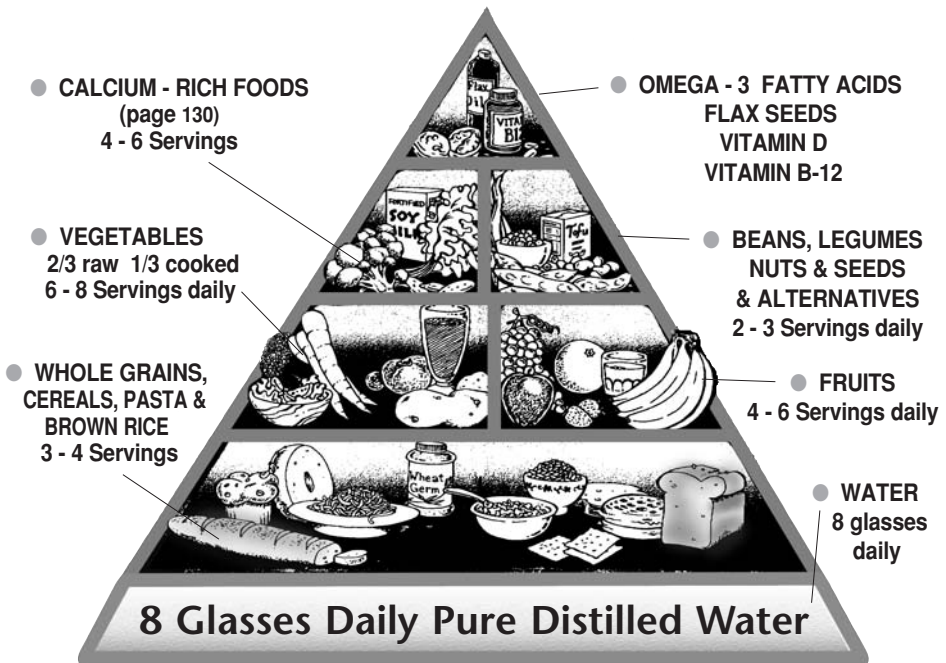 CALCIUM - RICH FOODS
(page 130)
4 - 6 Servings
OMEGA - 3 FATTY ACIDS
FLAX SEEDS
VITAMIN D
VITAMIN B-12
Flax
Oil
VITA
B12
FORTIFIED
SOY
MILK
Tofu
VEGETABLES
2/3 raw 1/3 cooked
6 - 8 Servings daily
BEANS, LEGUMES
NUTS & SEEDS
& ALTERNATIVES
2 - 3 Servings daily
WHOLE GRAINS,
CEREALS, PASTA &
BROWN RICE
3 - 4 Servings
FRUITS
4 - 6 Servings daily
Wheat
Germ
WATER
8 glasses
daily
8 Glasses Daily Pure Distilled Water